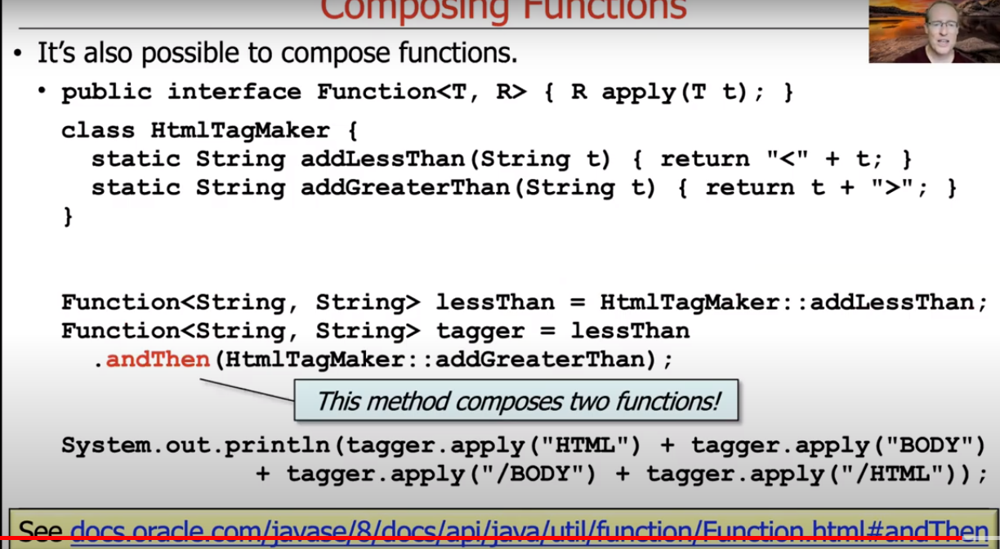 Composing Functions
• It's also possible to compose functions.
• public interface Function<T, R> { R apply(T t); }
class HtmlTagMaker {
static String addLessThan(String t) { return "<" + t; }
static String addGreaterThan(String t) { return t + ">"; }
}
Function<String, String> lessThan = HtmlTagMaker::addLessThan;
Function<String, String> tagger = lessThan
.andThen(HtmlTagMaker::addGreaterThan);
This method composes two functions!
System.out.println(tagger.apply("HTML") + tagger.apply("BODY")
+ tagger.apply("/BODY") + tagger.apply("/HTML"));
See docs.oracle.com/javase/8/docs/api/java/util/function/Function.html#andThen